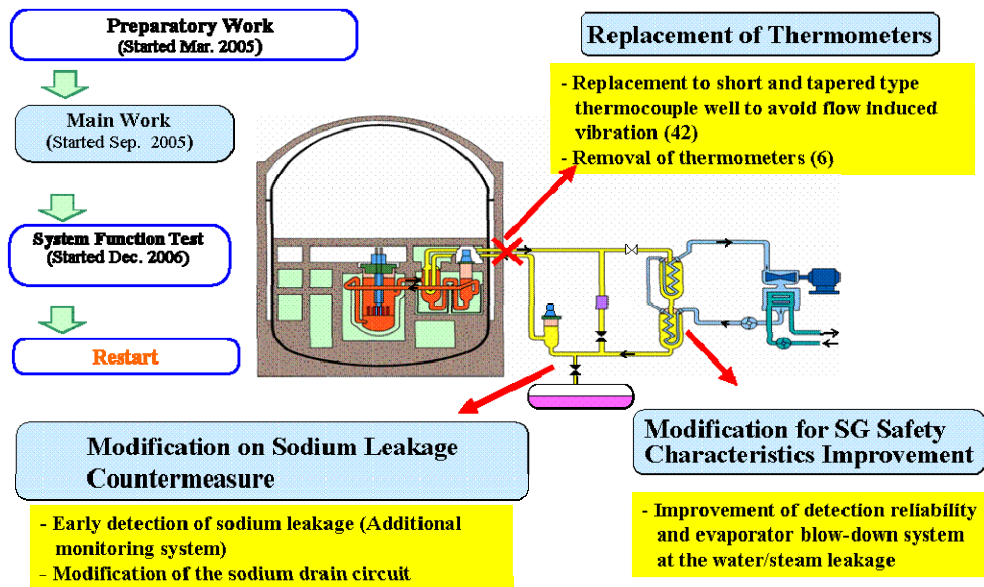 Preparatory Work
(Started Mar. 2005)
Main Work
(Started Sep. 2005)
System Function Test
(Started Dec. 2006)
Restart
Replacement of Thermometers
- Replacement to short and tapered type
thermocouple well to avoid flow induced
vibration (42)
- Removal of thermometers (6)
Modification on Sodium Leakage
Countermeasure
- Early detection of sodium leakage (Additional
monitoring system)
- Modification of the sodium drain circuit
Modification for SG Safety
Characteristics Improvement
- Improvement of detection reliability
and evaporator blow-down system
at the water/steam leakage